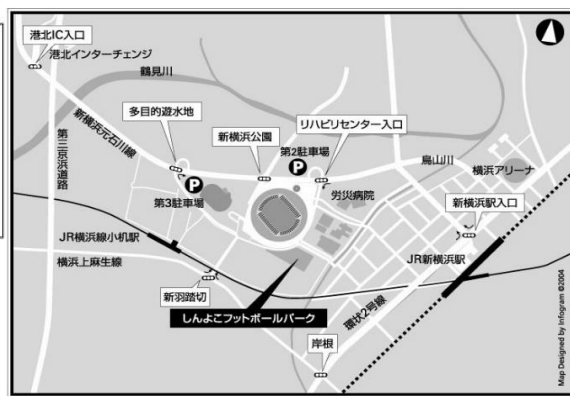 港北IC入口
港北インターチェンジ
鶴見川
多目的遊水地
リハビリセンター入口
新横浜元石川線
新横浜公園
第2駐車場
P
鳥山川
横浜アリーナ
第三京浜道路
P
第3駐車場
労災病院
新横浜駅入口
JR横浜線小机駅
JR新横浜駅
横浜上麻生線
新羽踏切
環状2号線
しんよこフットボールパーク
岸根
Map Designed by Infogram ©2004